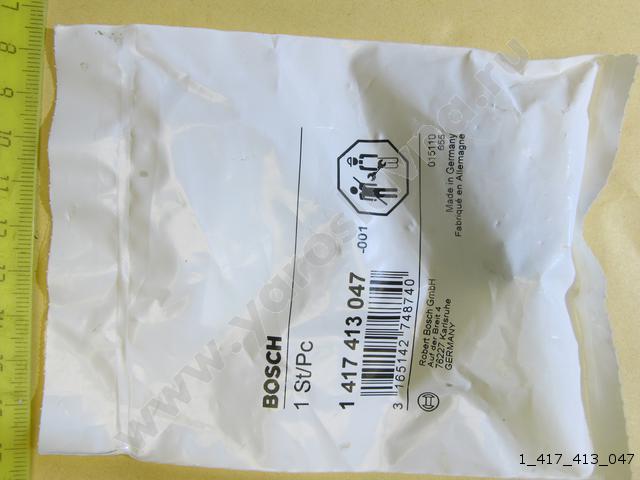 BOSCH
1 St/Pc
1 417 413 047
-001
3 165142 748740
Robert Bosch GmbH
Auf der Breit 4
76227 Karlsruhe
GERMANY
015110
665
Made in Germany
Fabriqué en Allemagne
www.yaroslavna.ru
1_417_413_047